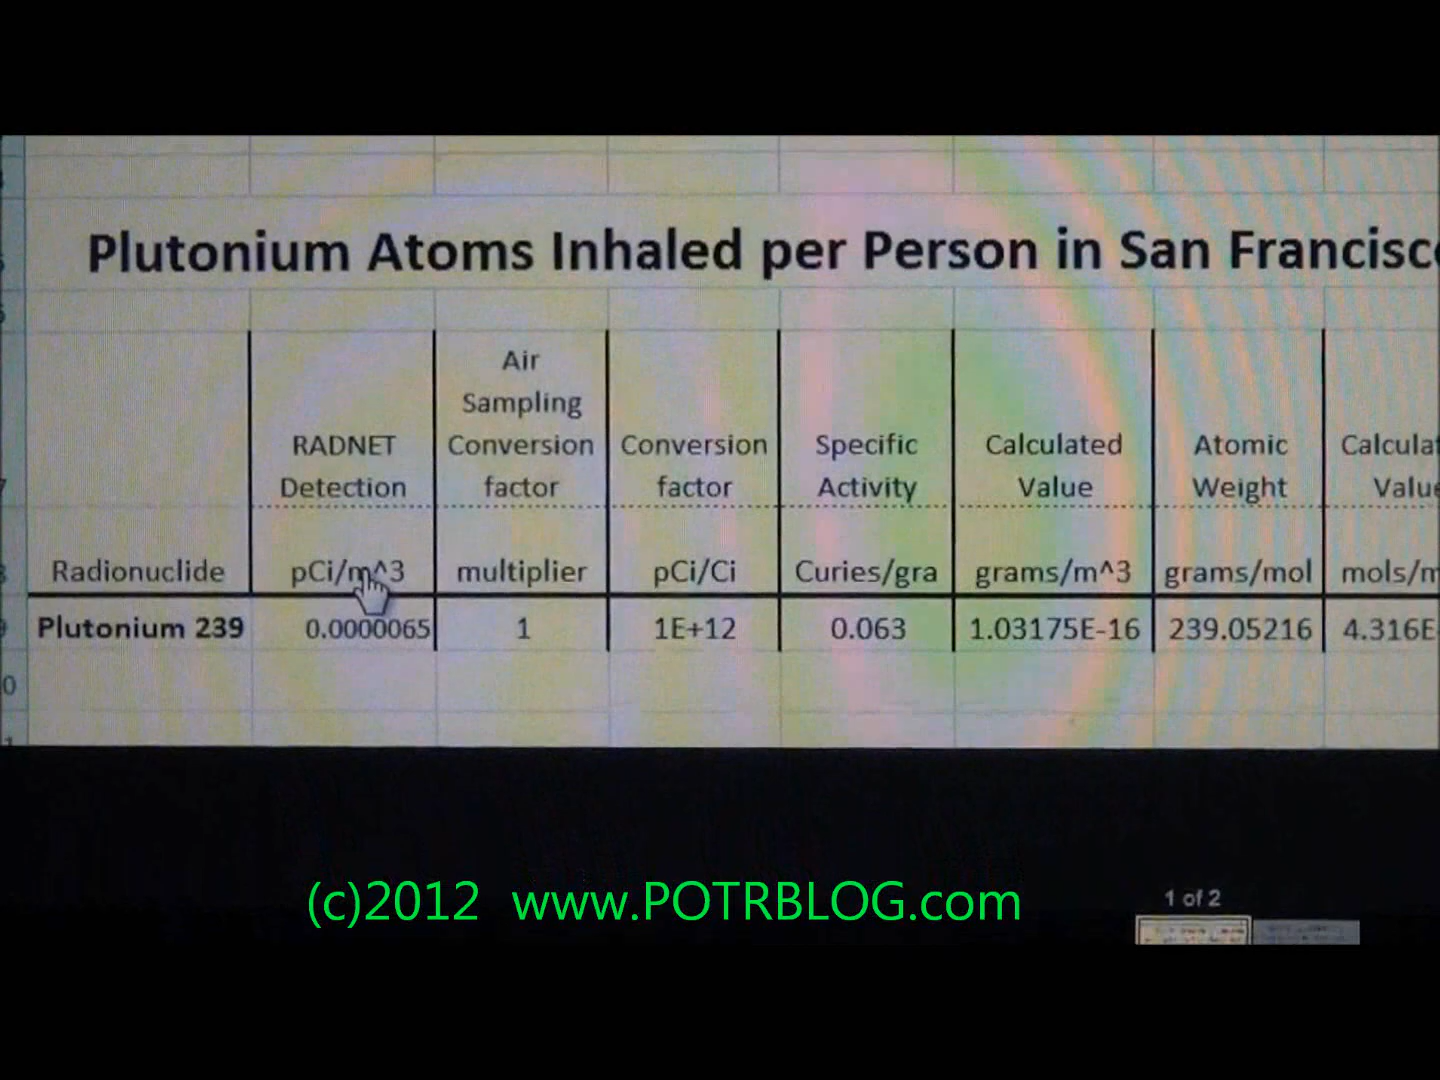 Plutonium Atoms Inhaled per Person in San Francisc
Air
Sampling
RADNET Conversion Conversion Specific Calculated Atomic Calcula
Detection factor factor Activity Value Weight Valu
Radionuclide pCi/m^3 multiplier pCi/Ci Curies/gra grams/m^3 grams/mol mols/m
Plutonium 239 0.0000065 1 1E+12 0.063 1.03175E-16 239.05216 4.316E
0
(c)2012 www.POTRBLOG.com
1 of 2